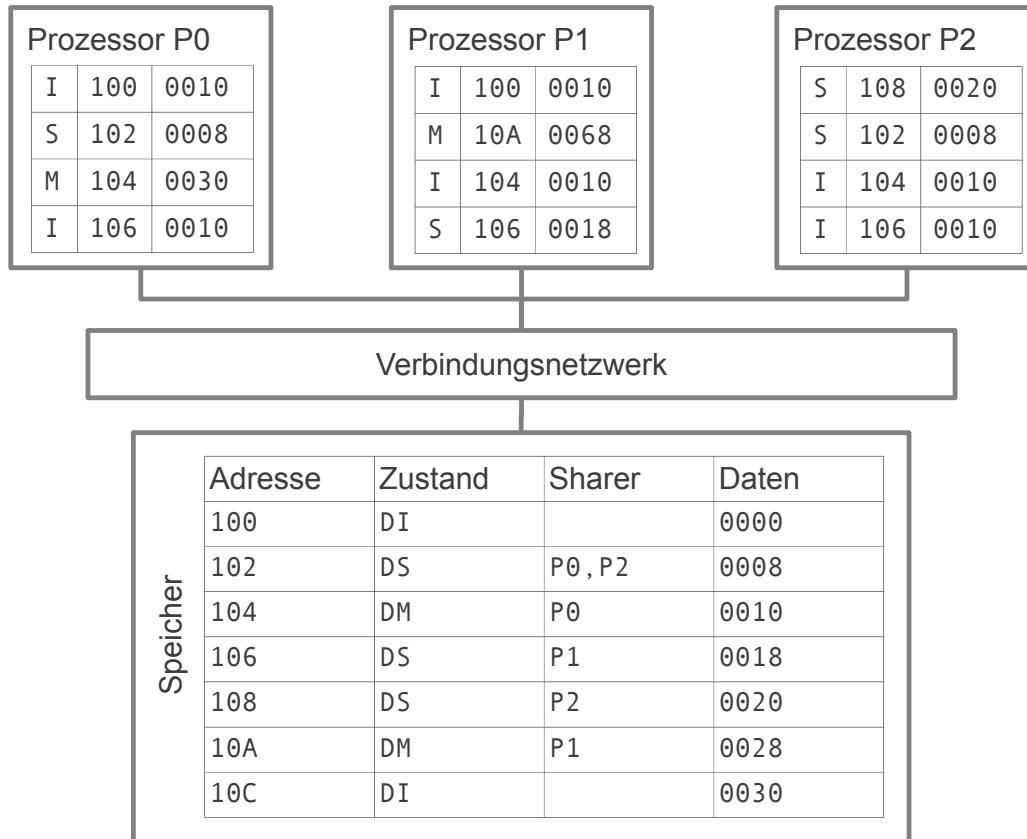 Prozessor P0
I 100 0010
S 102 0008
M 104 0030
I 106 0010
Prozessor P1
I 100 0010
M 10A 0068
I 104 0010
S 106 0018
Prozessor P2
S 108 0020
S 102 0008
I 104 0010
I 106 0010
Verbindungsnetzwerk
Speicher
Adresse Zustand Sharer Daten
100 DI 0000
102 DS P0,P2 0008
104 DM P0 0010
106 DS P1 0018
108 DS P2 0020
10A DM P1 0028
10C DI 0030